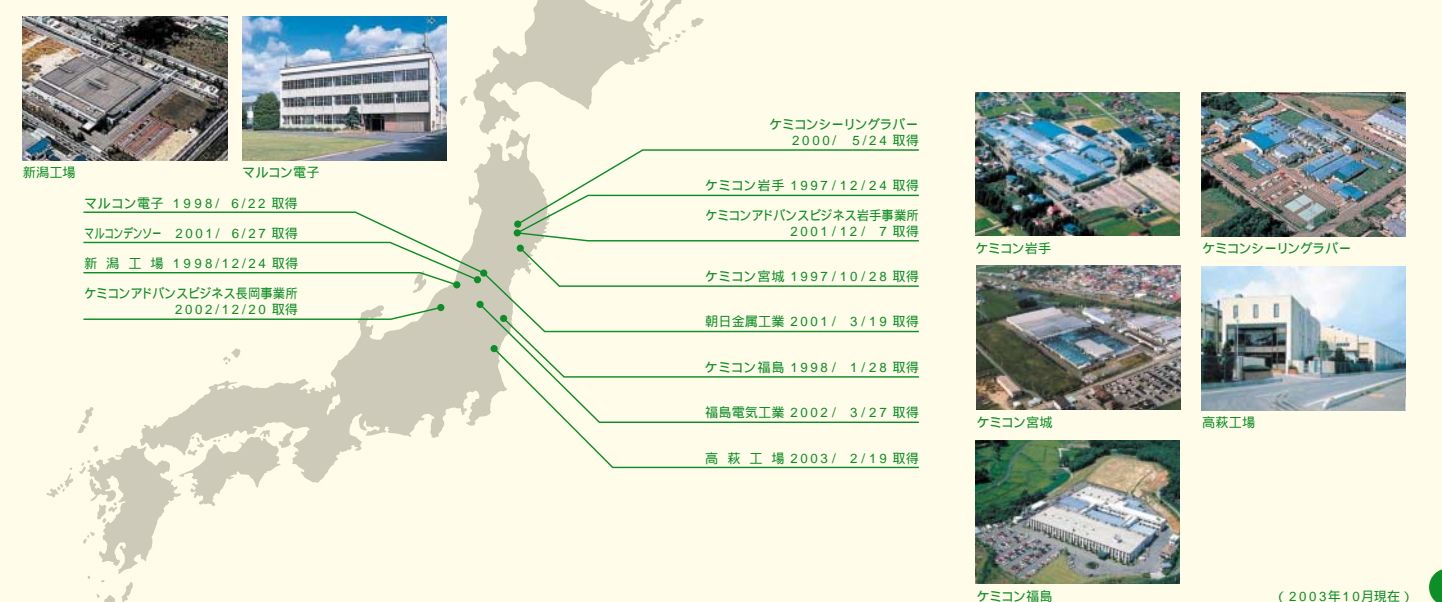 新潟工場
マルコン電子
マルコン電子 1998/ 6/22 取得
マルコンデンソー 2001/ 6/27 取得
新 潟 工 場 1998/12/24 取得
ケミコンアドバンスビジネス長岡事業所
2002/12/20 取得
ケミコンシーリングラバー
2000/ 5/24 取得
ケミコン岩手 1997/12/24 取得
ケミコンアドバンスビジネス岩手事業所
2001/12/ 7 取得
ケミコン宮城 1997/10/28 取得
朝日金属工業 2001/ 3/19 取得
ケミコン福島 1998/ 1/28 取得
福島電気工業 2002/ 3/27 取得
高 萩 工 場 2003/ 2/19 取得
ケミコン岩手
ケミコンシーリングラバー
ケミコン宮城
高萩工場
ケミコン福島
(2003年10月現在)